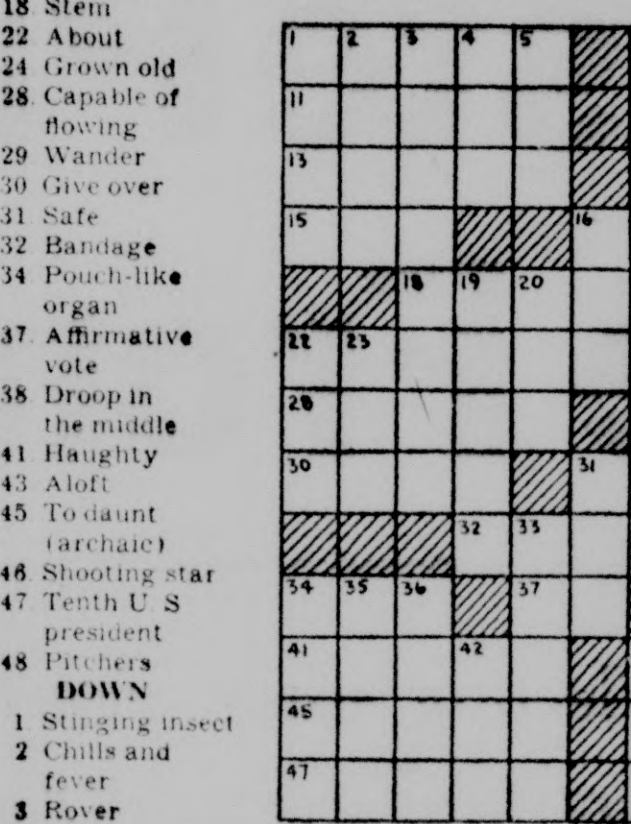 18 Stem
22 About
24 Grown old
28. Capable of
flowing
29 Wander
30 Give over
31 Safe
32 Bandage
34 Pouch-like
organ
37. Affirmative
vote
38. Droop in
the middle
41 Haughty
43 Aloft
45 To daunt
(archaic)
46. Shooting star
47 Tenth U S
president
48 Pitchers
DOWN
1 Stinging insect
2 Chills and
fever
3 Rover
1 2 3 4 5
11
13
15 16
18 19 20
22 23
28
30 31
32 33
34 35 36 37
41 42
45
47